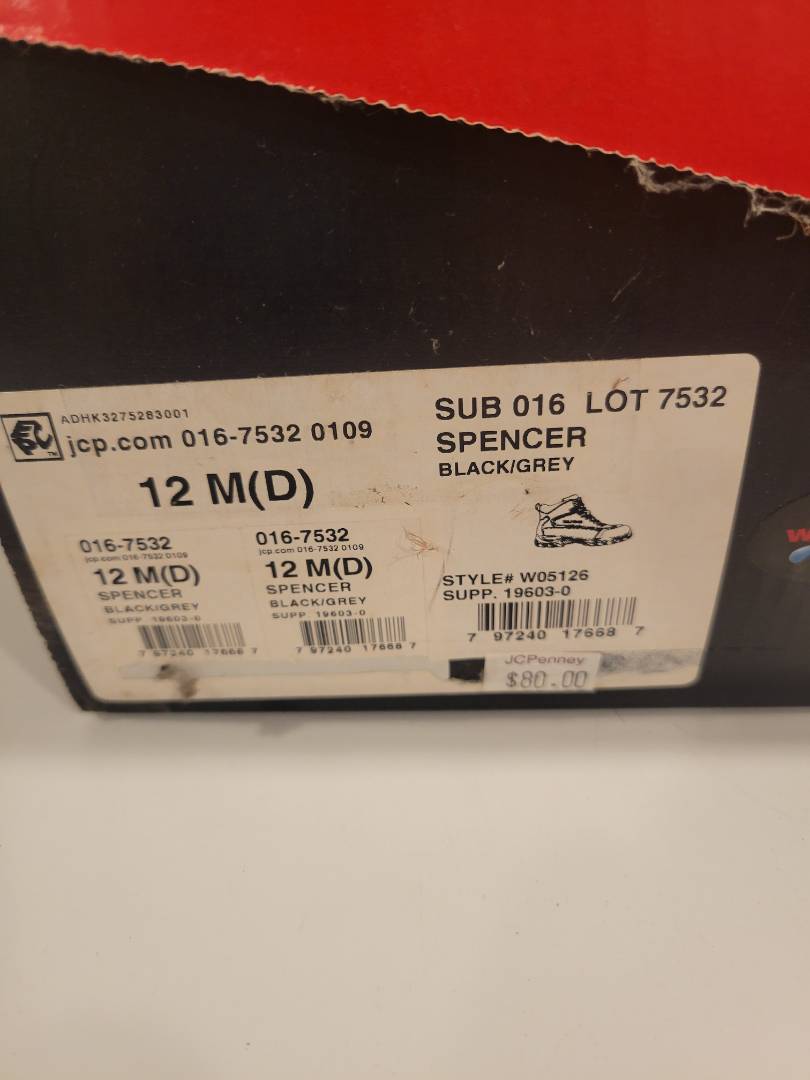 ADHK3275283001
jcp.com 016-7532 0109
12 M(D)
SUB 016 LOT 7532
SPENCER
BLACK/GREY
016-7532
jcp.com 016-7532 0109
12 M(D)
SPENCER
BLACK/GREY
SUPP. 19603-0
7 97240 17668 7
016-7532
jcp.com 016-7532 0109
12 M(D)
SPENCER
BLACK/GREY
SUPP. 19603-0
7 97240 17668 7
STYLE# W05126
SUPP. 19603-0
7 97240 17668 7
JCPenney
$80.00